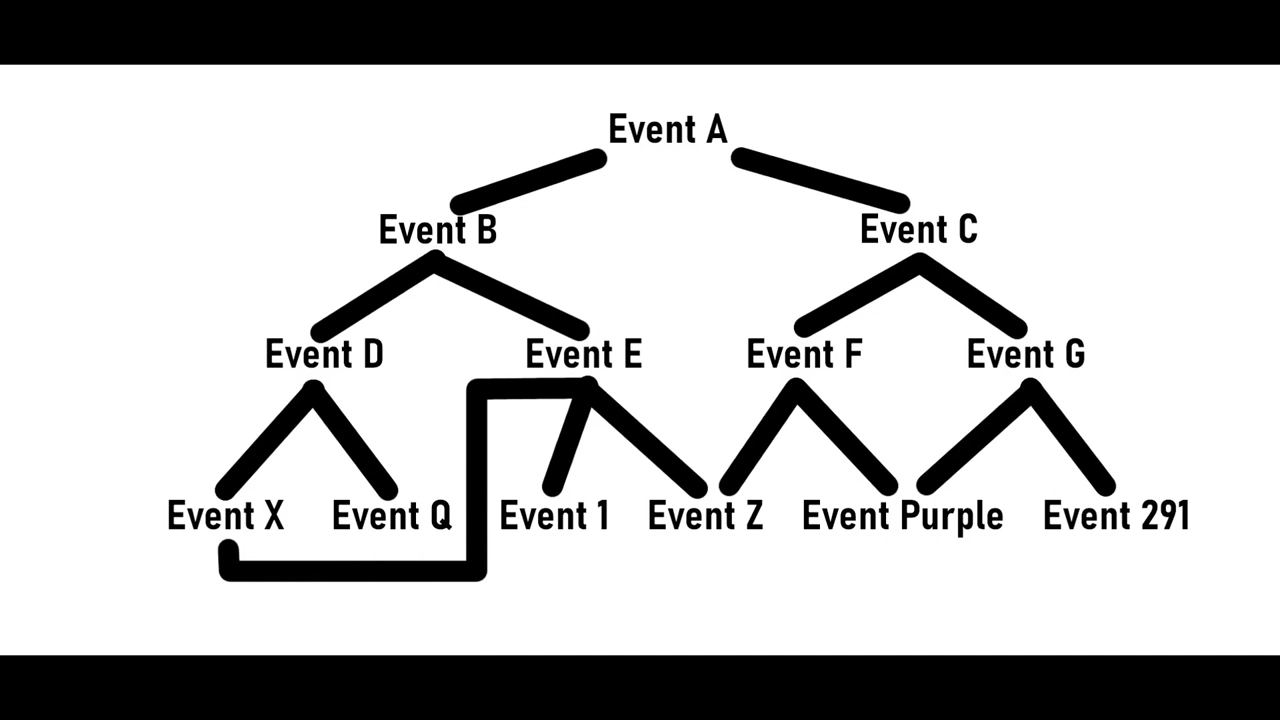 Event A
Event B
Event C
Event D
Event E
Event F
Event G
Event X
Event Q
Event 1
Event Z
Event Purple
Event 291